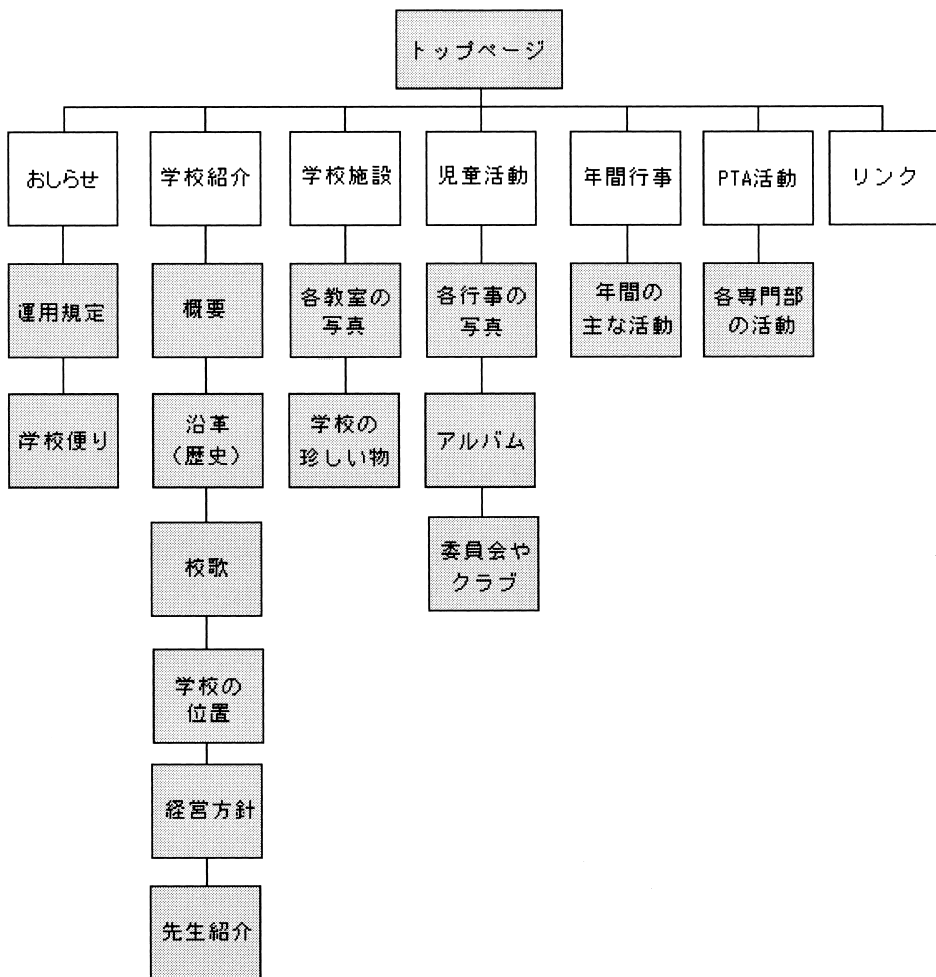 トップページ
おしらせ
学校紹介
学校施設
児童活動
年間行事
PTA活動
リンク
運用規定
概要
各教室の
写真
各行事の
写真
年間の
主な活動
各専門部
の活動
学校便り
沿革
(歴史)
学校の
珍しい物
アルバム
校歌
委員会や
クラブ
学校の
位置
経営方針
先生紹介